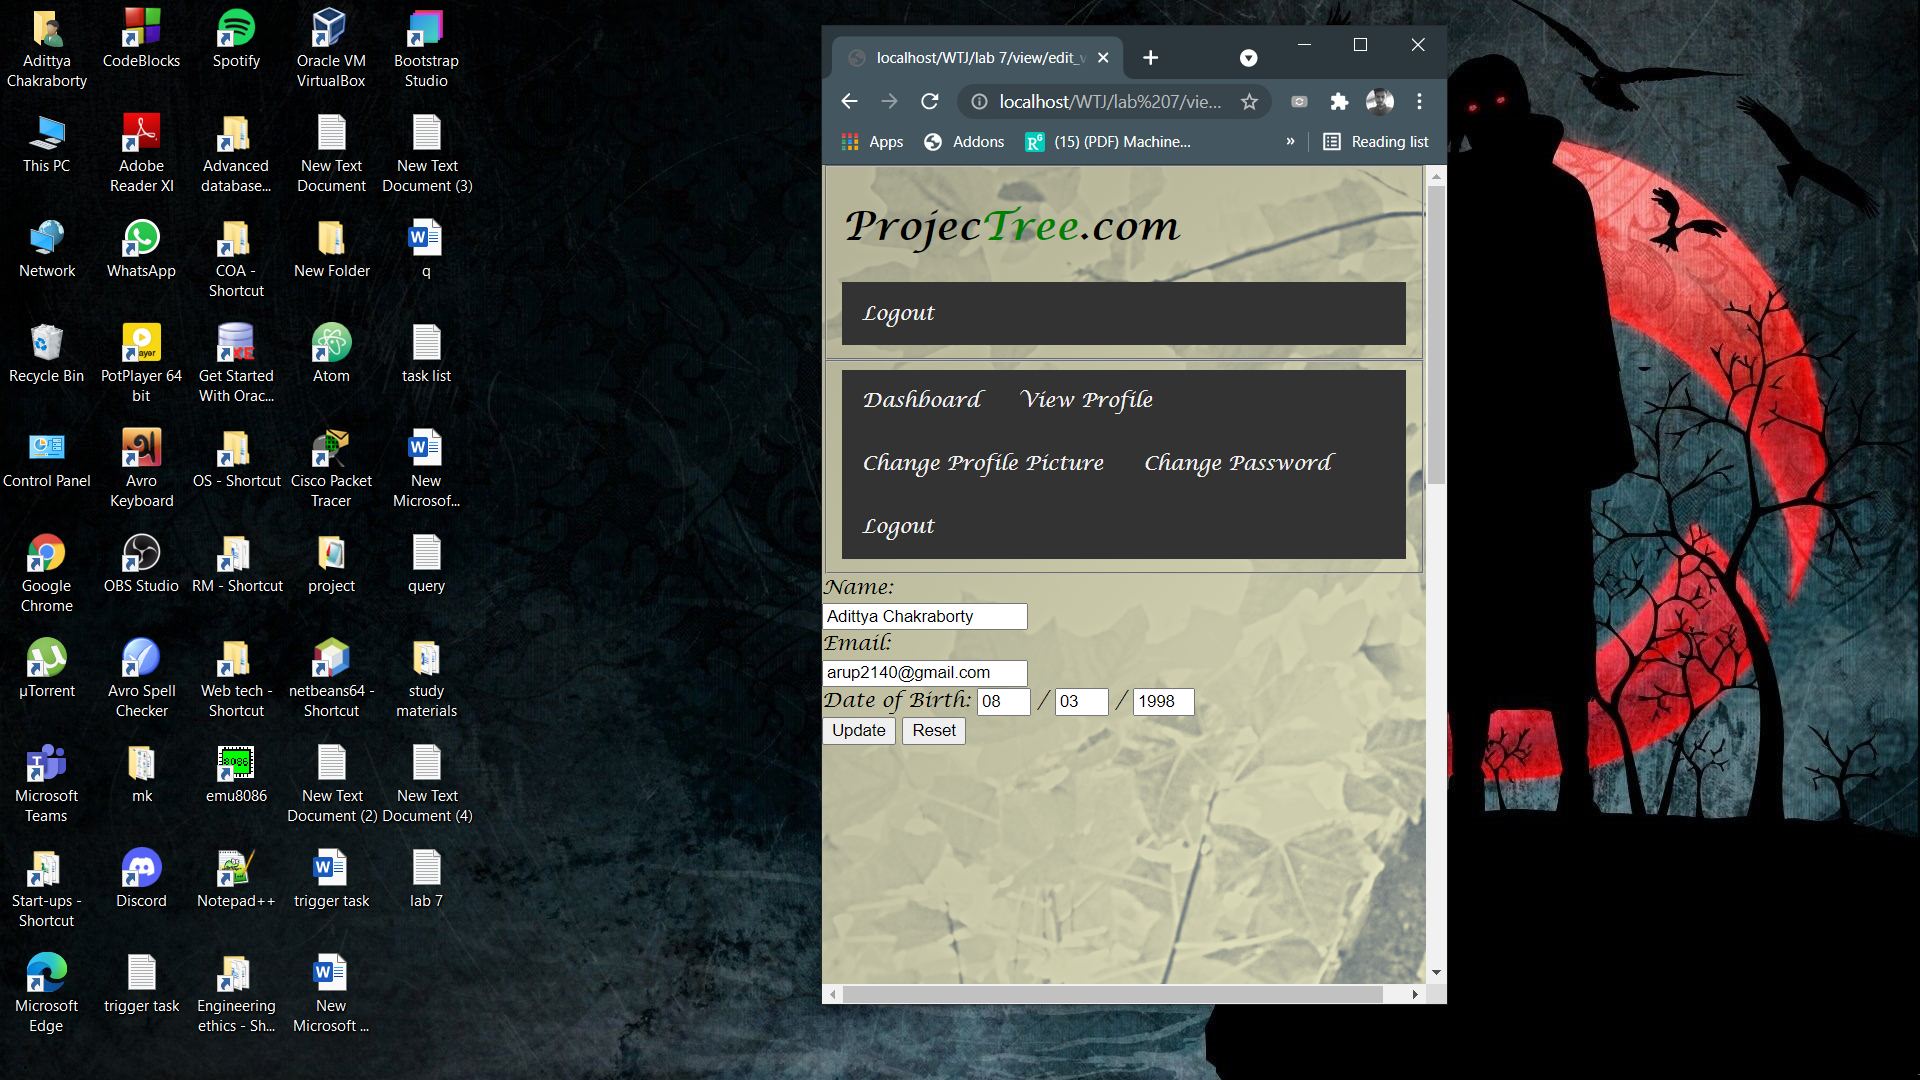 Adittya
Chakraborty
CodeBlocks
Spotify
Oracle VM
VirtualBox
Bootstrap
Studio
This PC
Adobe
Reader XI
Advanced
database...
New Text
Document
New Text
Document (3)
Network
WhatsApp
COA -
Shortcut
New Folder
q
Recycle Bin
PotPlayer 64
bit
Get Started
With Orac...
Atom
task list
Control Panel
Avro
Keyboard
OS - Shortcut
Cisco Packet
Tracer
New
Microsof...
Google
Chrome
OBS Studio
RM - Shortcut
project
query
µTorrent
Avro Spell
Checker
Web tech -
Shortcut
netbeans64 -
Shortcut
study
materials
Microsoft
Teams
mk
emu8086
New Text
Document (2)
New Text
Document (4)
Start-ups -
Shortcut
Discord
Notepad++
trigger task
lab 7
Microsoft
Edge
trigger task
Engineering
ethics - Sh...
New
Microsoft ...
localhost/WTJ/lab 7/view/edit_v
localhost/WTJ/lab%207/vie...
Apps
Addons
(15) (PDF) Machine...
»
Reading list
ProjecTree.com
Logout
Dashboard View Profile
Change Profile Picture Change Password
Logout
Name:
Adittya Chakraborty
Email:
arup2140@gmail.com
Date of Birth: 08 / 03 / 1998
Update Reset